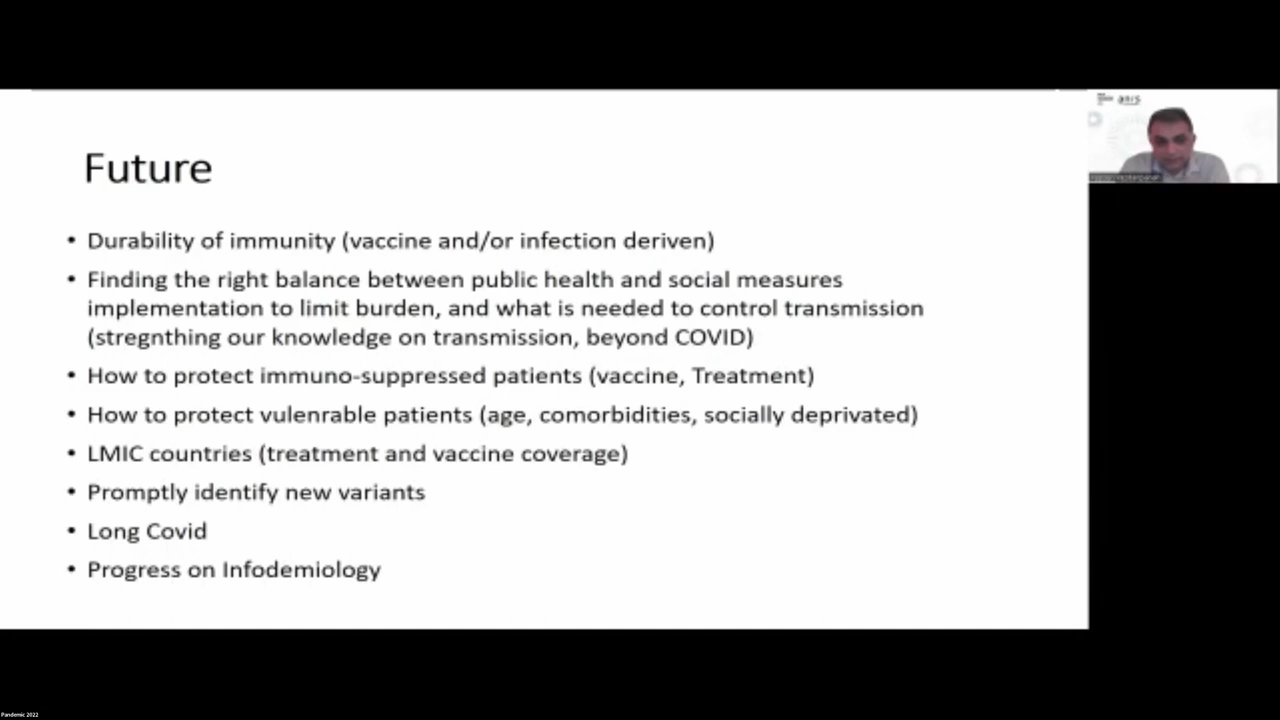 Future
• Durability of immunity (vaccine and/or infection deriven)
• Finding the right balance between public health and social measures
implementation to limit burden, and what is needed to control transmission
(stregnthing our knowledge on transmission, beyond COVID)
• How to protect immuno-suppressed patients (vaccine, Treatment)
• How to protect vulenrable patients (age, comorbidities, socially deprivated)
• LMIC countries (treatment and vaccine coverage)
• Promptly identify new variants
• Long Covid
• Progress on Infodemiology
anrs
Pandemic 2022